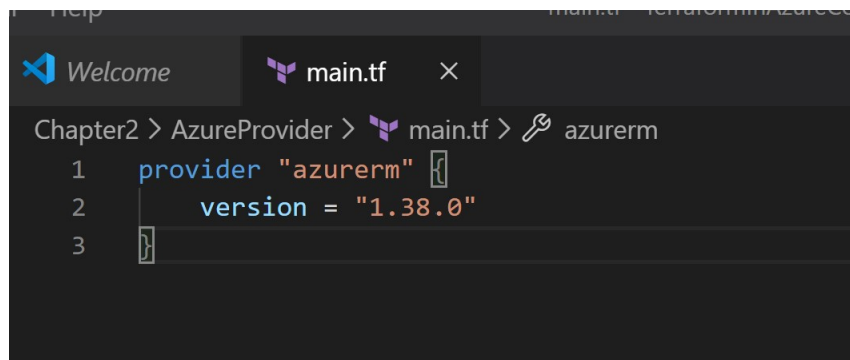 Welcome
main.tf
Chapter2 > AzureProvider > main.tf > azurerm
1 provider "azurerm" {
2 version = "1.38.0"
3 }